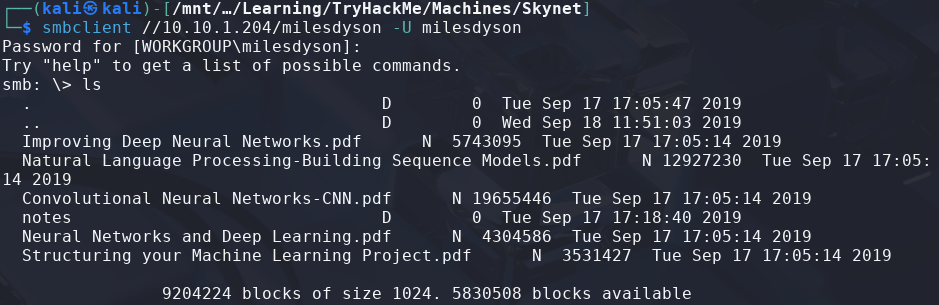 ┌──(kali㉿kali)-[/mnt/…/Learning/TryHackMe/Machines/Skynet]
└─$ smbclient //10.10.1.204/milesdyson -U milesdyson
Password for [WORKGROUP\milesdyson]:
Try "help" to get a list of possible commands.
smb: \> ls
  .                                   D        0  Tue Sep 17 17:05:47 2019
  ..                                  D        0  Wed Sep 18 11:51:03 2019
  Improving Deep Neural Networks.pdf      N  5743095  Tue Sep 17 17:05:14 2019
  Natural Language Processing-Building Sequence Models.pdf      N 12927230  Tue Sep 17 17:05:
14 2019
  Convolutional Neural Networks-CNN.pdf      N 19655446  Tue Sep 17 17:05:14 2019
  notes                               D        0  Tue Sep 17 17:18:40 2019
  Neural Networks and Deep Learning.pdf      N  4304586  Tue Sep 17 17:05:14 2019
  Structuring your Machine Learning Project.pdf      N  3531427  Tue Sep 17 17:05:14 2019
                9204224 blocks of size 1024. 5830508 blocks available